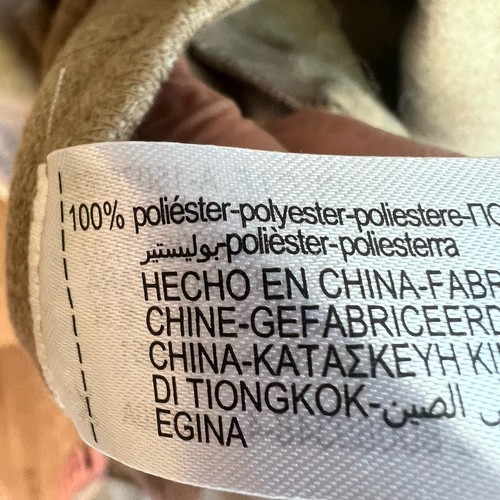 100% poliéster-polyester-poliestere-ΠΟ
بوليستير-polièster-poliesterra
HECHO EN CHINA-FABR
CHINE-GEFABRICEERD
CHINA-ΚΑΤΑΣΚΕΥΗ ΚΙ
DI TIONGKOK-الصين
EGINA